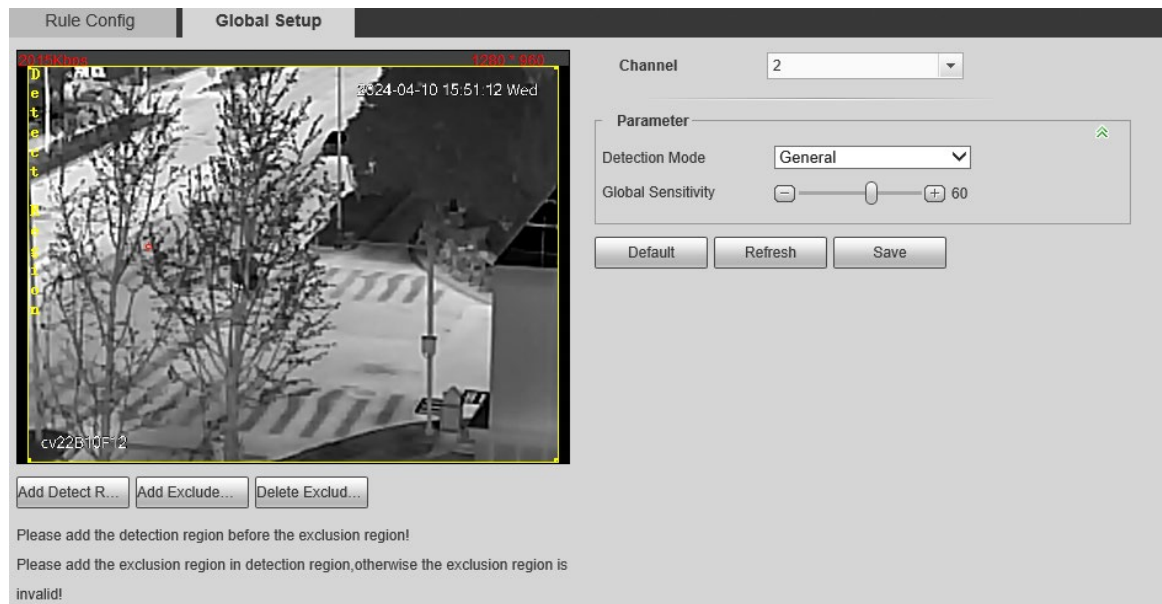 Rule Config
Global Setup
2015Kbps
1280 * 960
Detect Region
2024-04-10 15:51:12 Wed
cv22B10F12
Channel
2
Parameter
Detection Mode
General
Global Sensitivity
60
Default
Refresh
Save
Add Detect R...
Add Exclude...
Delete Exclud...
Please add the detection region before the exclusion region!
Please add the exclusion region in detection region,otherwise the exclusion region is
invalid!